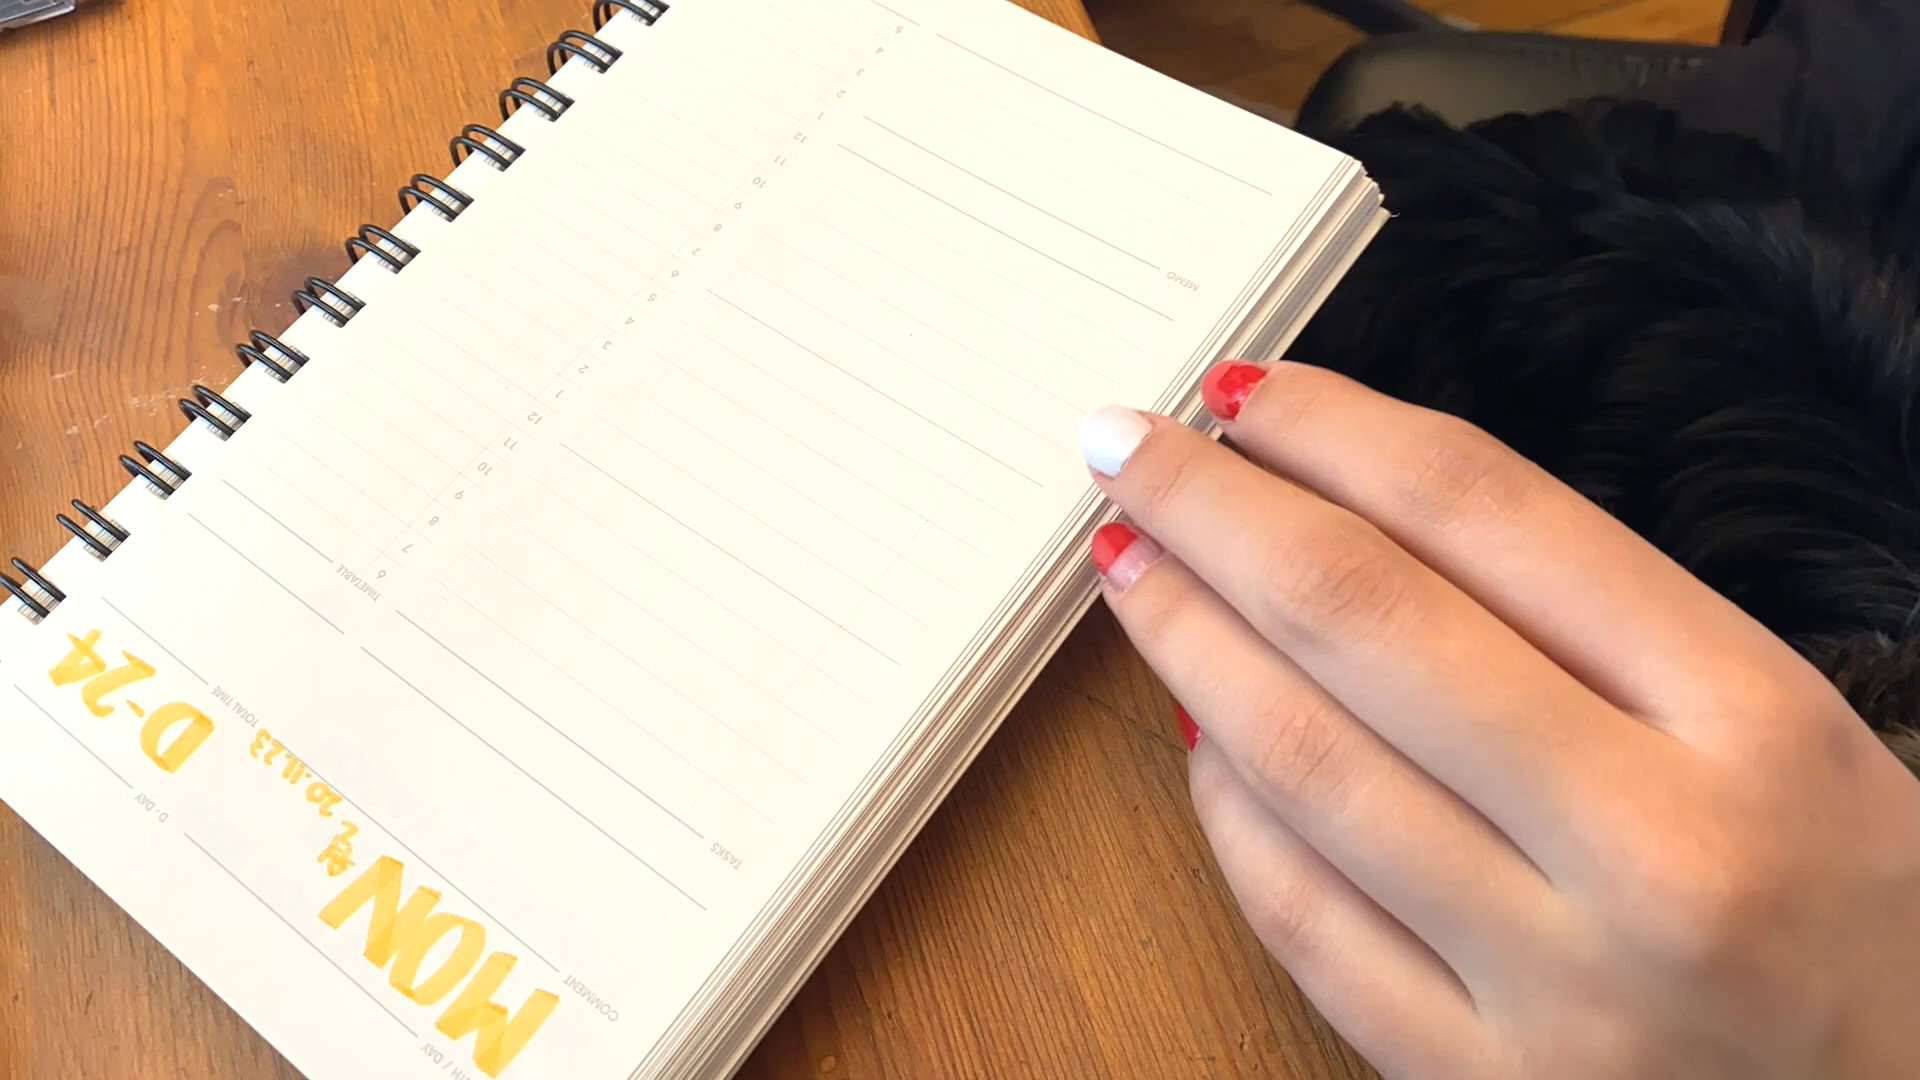 TH / DAY
D - DAY
MON 월 20.11.23
D-24
COMMENT
TOTAL TIME
TASKS
TIMETABLE
6
7
8
9
10
11
12
1
2
3
4
5
6
7
8
9
10
11
12
1
2
3
4
5
MEMO